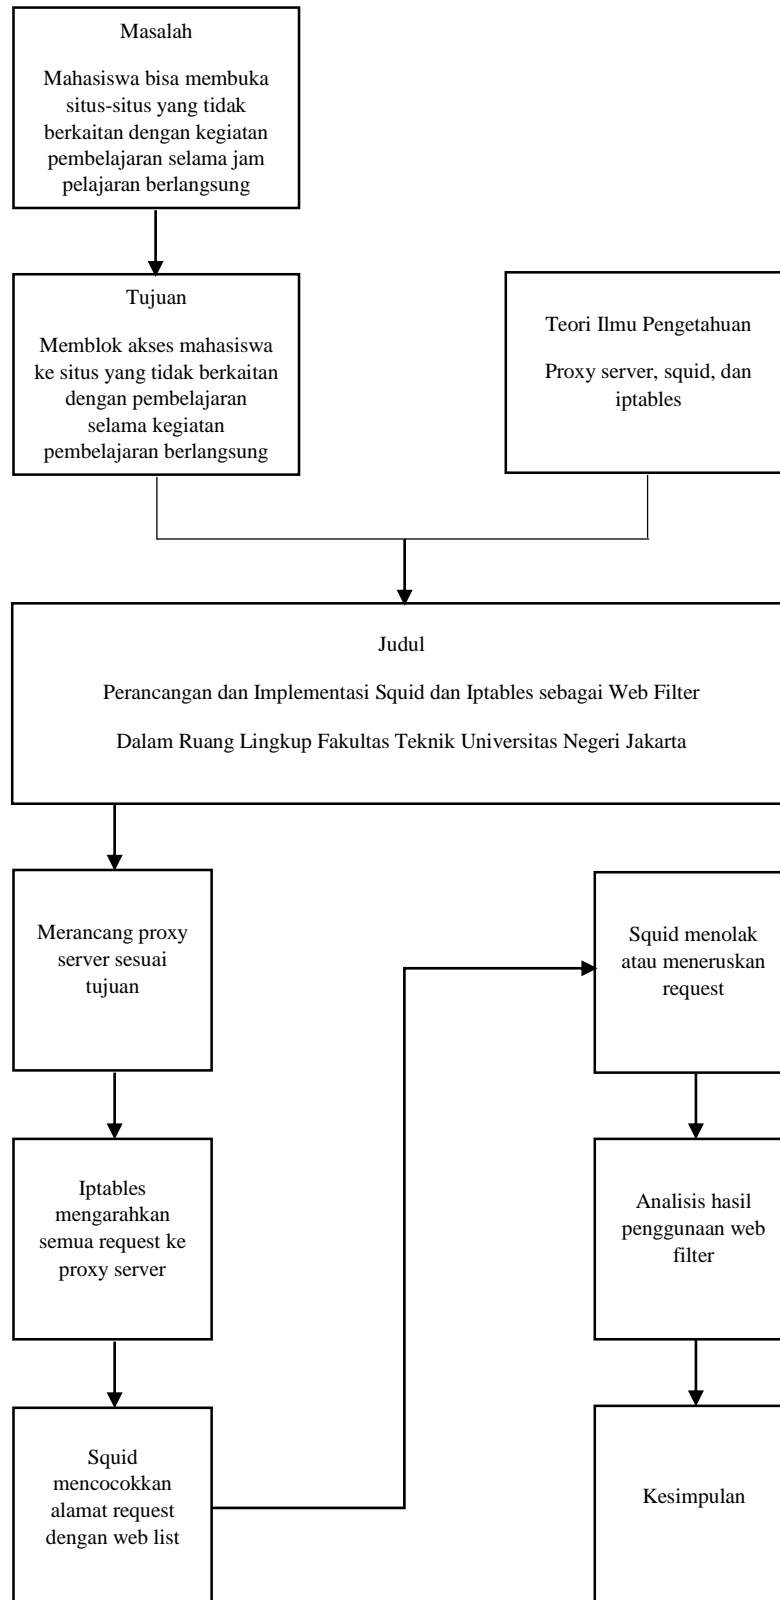 Masalah
Mahasiswa bisa membuka
situs-situs yang tidak
berkaitan dengan kegiatan
pembelajaran selama jam
pelajaran berlangsung
Tujuan
Memblok akses mahasiswa
ke situs yang tidak berkaitan
dengan pembelajaran
selama kegiatan
pembelajaran berlangsung
Teori Ilmu Pengetahuan
Proxy server, squid, dan
iptables
Judul
Perancangan dan Implementasi Squid dan Iptables sebagai Web Filter
Dalam Ruang Lingkup Fakultas Teknik Universitas Negeri Jakarta
Merancang proxy
server sesuai
tujuan
Iptables
mengarahkan
semua request ke
proxy server
Squid
mencocokkan
alamat request
dengan web list
Squid menolak
atau meneruskan
request
Analisis hasil
penggunaan web
filter
Kesimpulan